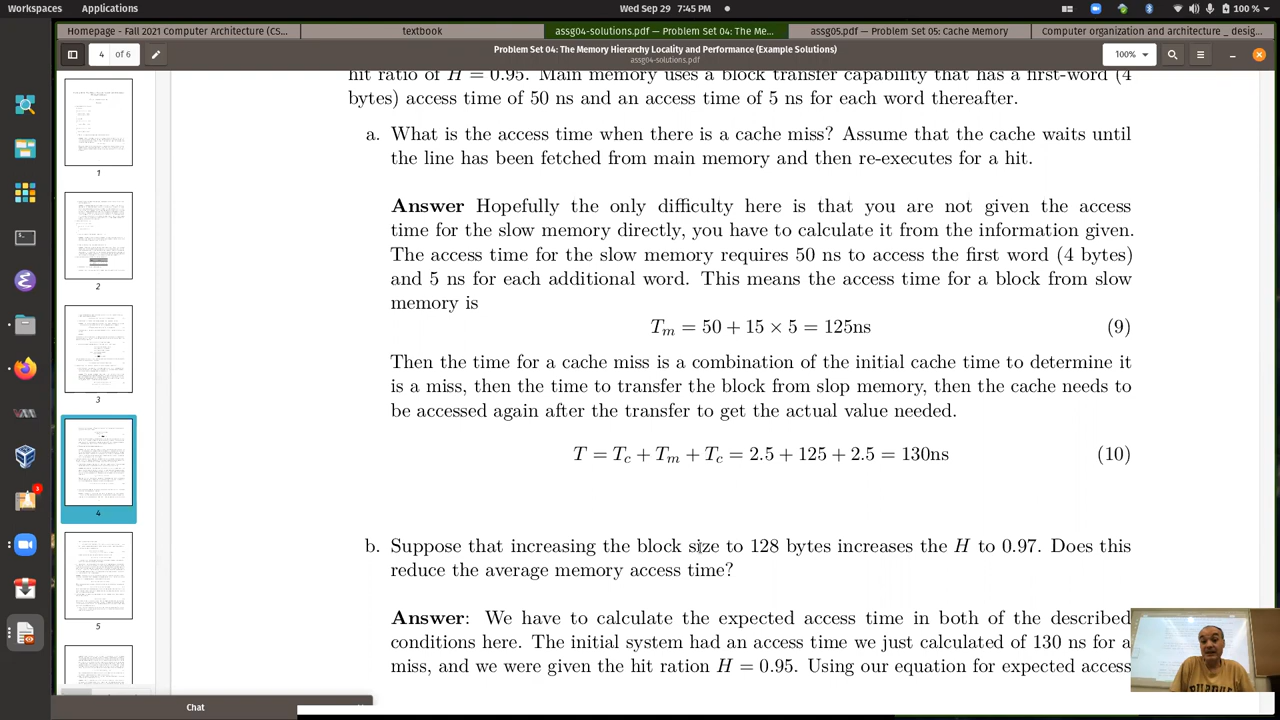 Workspaces Applications Wed Sep 29 7:45 PM 100 %
Homepage - Fall 2021 Computer Architecture (CS... textbook assg04-solutions.pdf — Problem Set 04: The Me... assg05.pdf — Problem Set 05: Cache Memory Computer organization and architecture _ desig...
4 of 6 Problem Set 04: The Memory Hierarchy Locality and Performance (Example Solutions) 100%
assg04-solutions.pdf
hit ratio of H = 0.95. Main memory uses a block transfer capability that has a miss-word (4
bytes) access time of 50 ns and an access time of 5 ns for each word thereafter.
a. What is the access time when there is a cache miss? Assume that the cache waits until
the line has been fetched from main memory and then re-executes for a hit.
Answer Hopefully the only difficulty here is that you are not given the access
time for the slow memory directly, you have to calculate it from the information given.
The access time of the slow memory requires 50 ns to access the first word (4 bytes)
and 5 ns for each additional word. This means the access time for a block from slow
memory is
Tm = 50 + 15 × 5 = 125ns (9)
The total time of a cache miss is a combination of the initial cache access to determine it
is a miss, then the time to transfer the block from slop memory, then the cache needs to
be accessed again after the transfer to get the actual value needed.
T = Tc + Tm + Tc = 2.5 + 125 + 2.5 = 130ns (10)
b. Suppose that increasing the block size to 128 bytes increases the H to 0.97. Does this
reduce the average memory access time?
Answer: We have to calculate the expected access time in both of the described
conditions here. The initial system had an access time we just calculated of 130 ns for a
miss, and we were given the hit ration H = 0.95. Using our equation for expected access
1
2
3
4
5
3
Chat
PURDUE